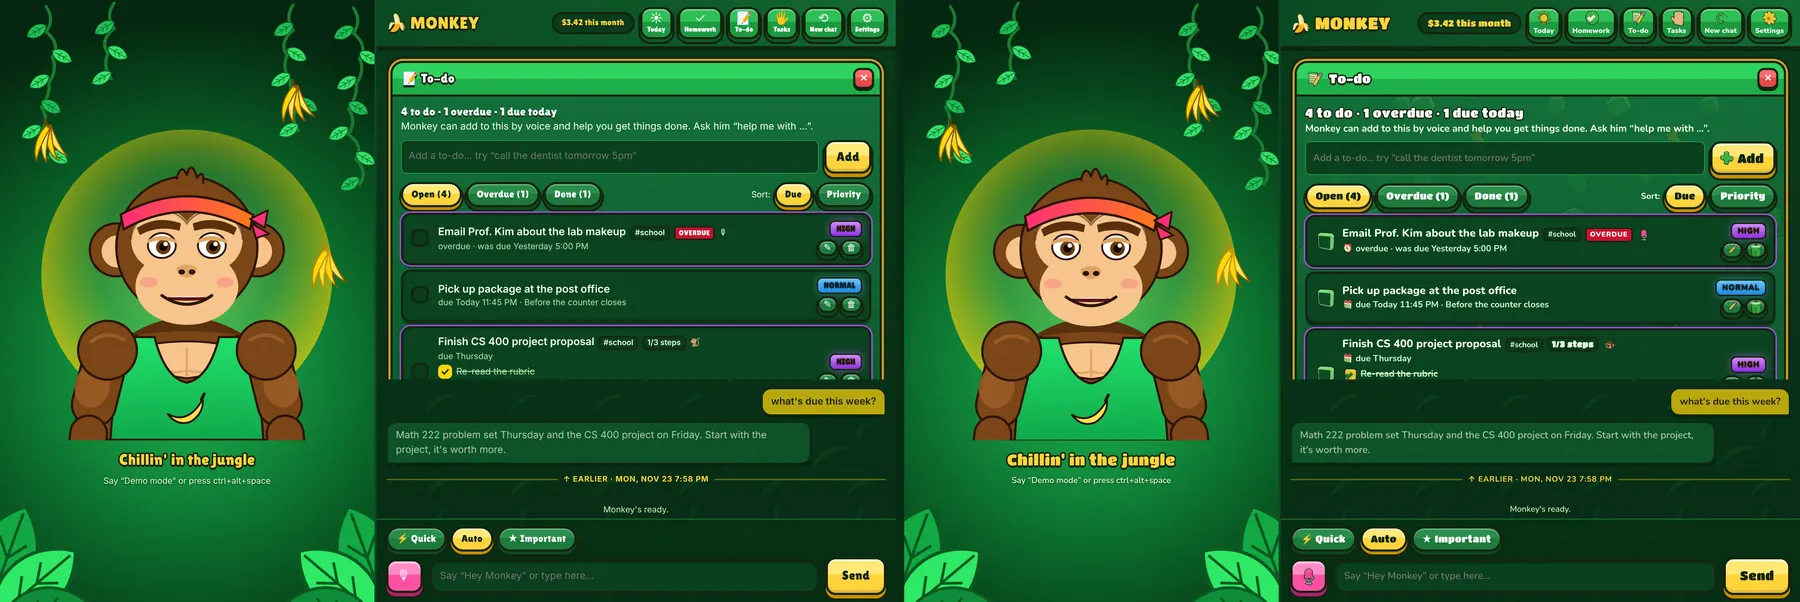 MONKEY
$3.42 this month
Today
Homework
To-do
Tasks
New chat
Settings
To-do
4 to do · 1 overdue · 1 due today
Monkey can add to this by voice and help you get things done. Ask him “help me with ...”.
Add a to-do... try “call the dentist tomorrow 5pm”
Add
Open (4)
Overdue (1)
Done (1)
Sort:
Due
Priority
Email Prof. Kim about the lab makeup #school OVERDUE
HIGH
overdue · was due Yesterday 5:00 PM
Pick up package at the post office
NORMAL
due Today 11:45 PM · Before the counter closes
Finish CS 400 project proposal #school 1/3 steps
due Thursday
HIGH
Re-read the rubric
what's due this week?
Math 222 problem set Thursday and the CS 400 project on Friday. Start with the
project, it's worth more.
↑ EARLIER · MON, NOV 23 7:58 PM
Monkey's ready.
⚡ Quick
Auto
★ Important
Say “Hey Monkey” or type here...
Send
Chillin' in the jungle
Say “Demo mode” or press ctrl+alt+space
MONKEY
$3.42 this month
Today
Homework
To-do
Tasks
New chat
Settings
To-do
4 to do · 1 overdue · 1 due today
Monkey can add to this by voice and help you get things done. Ask him “help me with ...”.
Add a to-do... try “call the dentist tomorrow 5pm”
Add
Open (4)
Overdue (1)
Done (1)
Sort:
Due
Priority
Email Prof. Kim about the lab makeup #school OVERDUE
HIGH
overdue · was due Yesterday 5:00 PM
Pick up package at the post office
NORMAL
due Today 11:45 PM · Before the counter closes
Finish CS 400 project proposal #school 1/3 steps
due Thursday
HIGH
Re-read the rubric
what's due this week?
Math 222 problem set Thursday and the CS 400 project on Friday. Start with the project,
it's worth more.
↑ EARLIER · MON, NOV 23 7:58 PM
Monkey's ready.
⚡ Quick
Auto
★ Important
Say “Hey Monkey” or type here...
Send
Chillin' in the jungle
Say “Demo mode” or press ctrl+alt+space